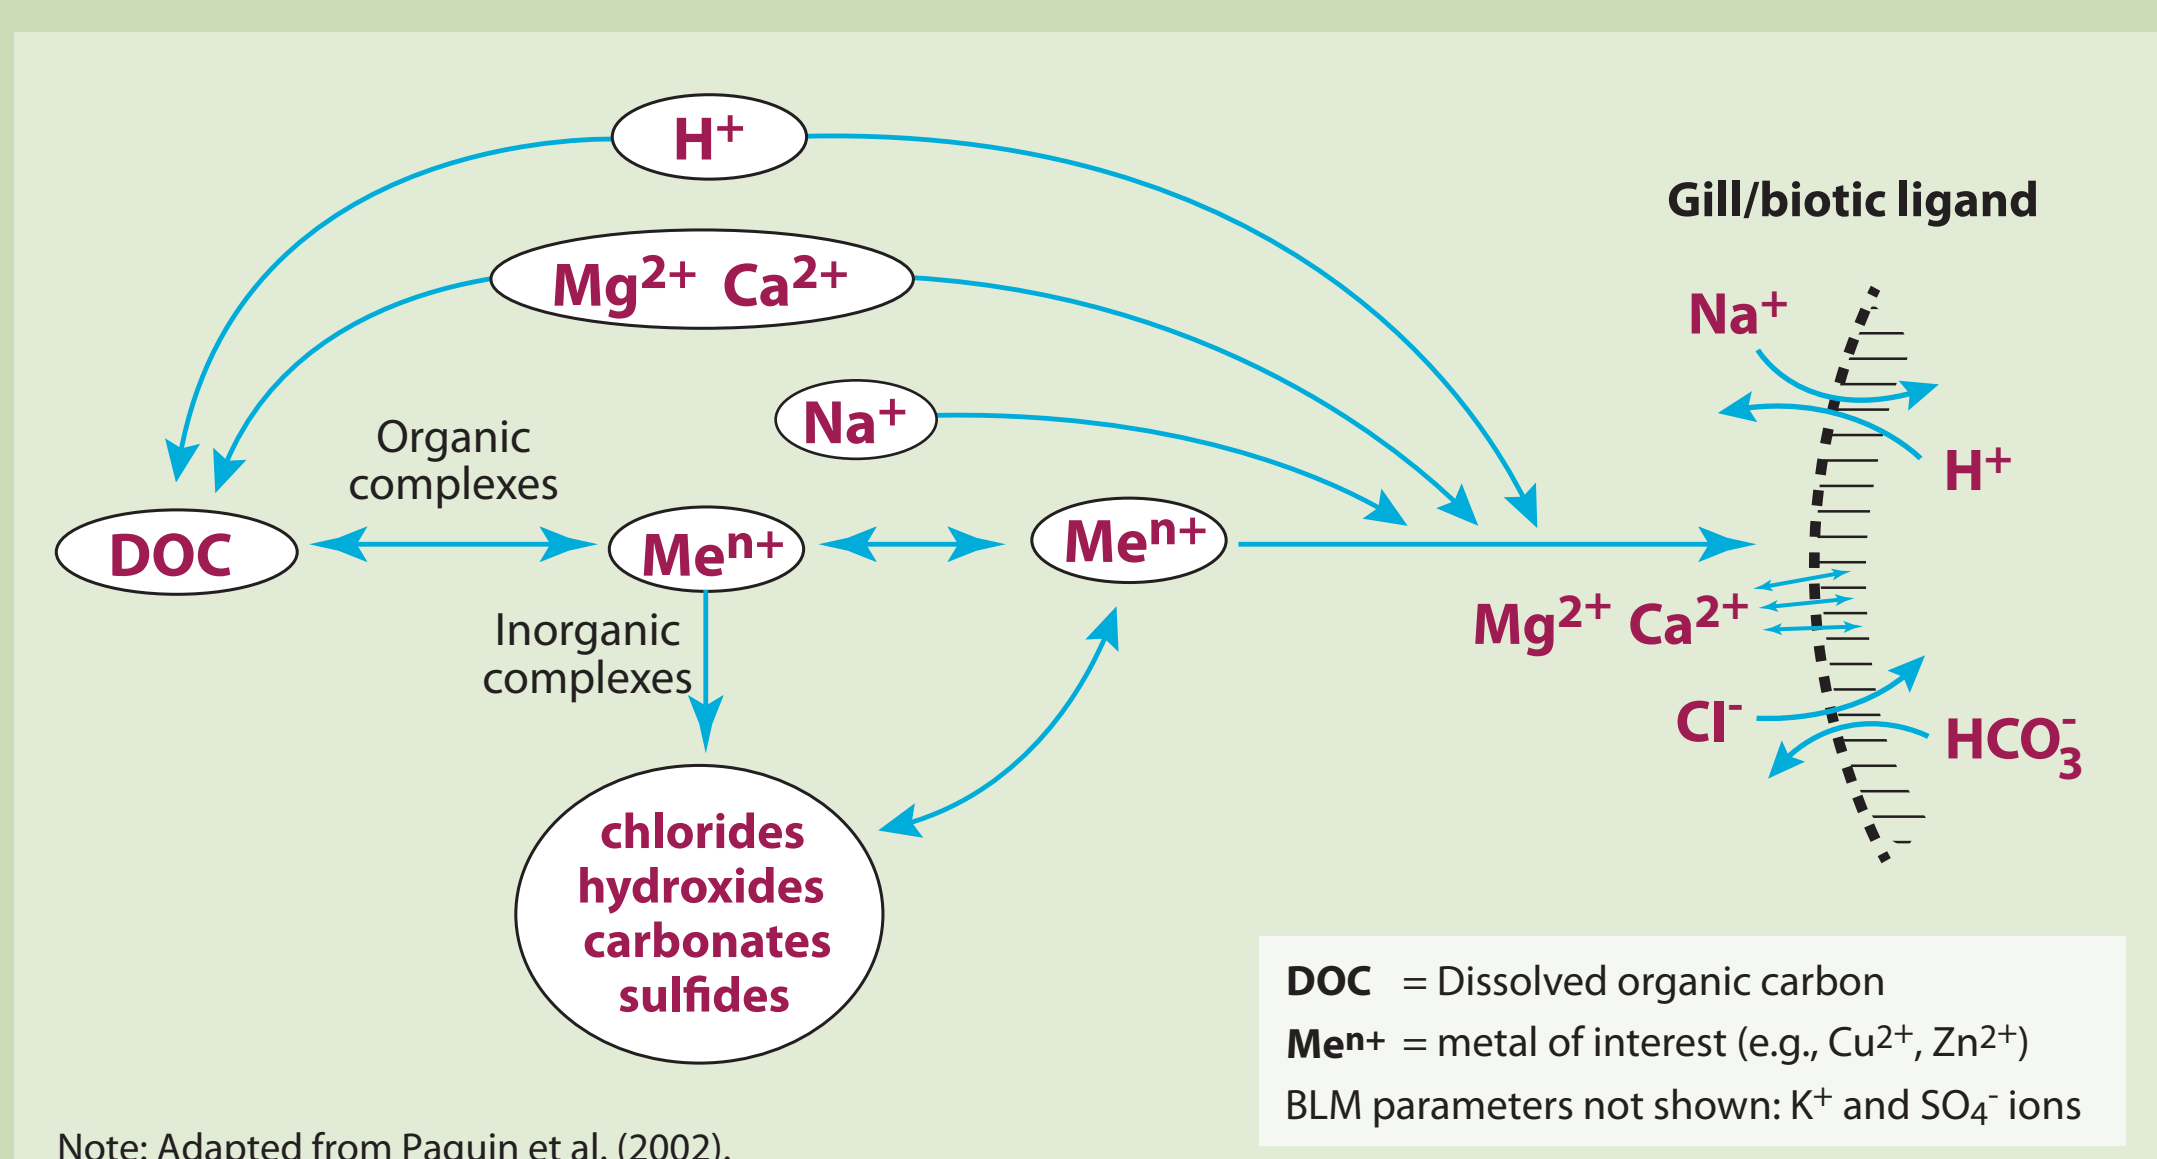 H⁺
Mg²⁺ Ca²⁺
Na⁺
Organic
complexes
DOC
Meⁿ⁺
Meⁿ⁺
Inorganic
complexes
chlorides
hydroxides
carbonates
sulfides
Gill/biotic ligand
Na⁺
H⁺
Mg²⁺ Ca²⁺
Cl⁻
HCO₃⁻
DOC = Dissolved organic carbon
Meⁿ⁺ = metal of interest (e.g., Cu²⁺, Zn²⁺)
BLM parameters not shown: K⁺ and SO₄⁻ ions
Note: Adapted from Paquin et al. (2002).